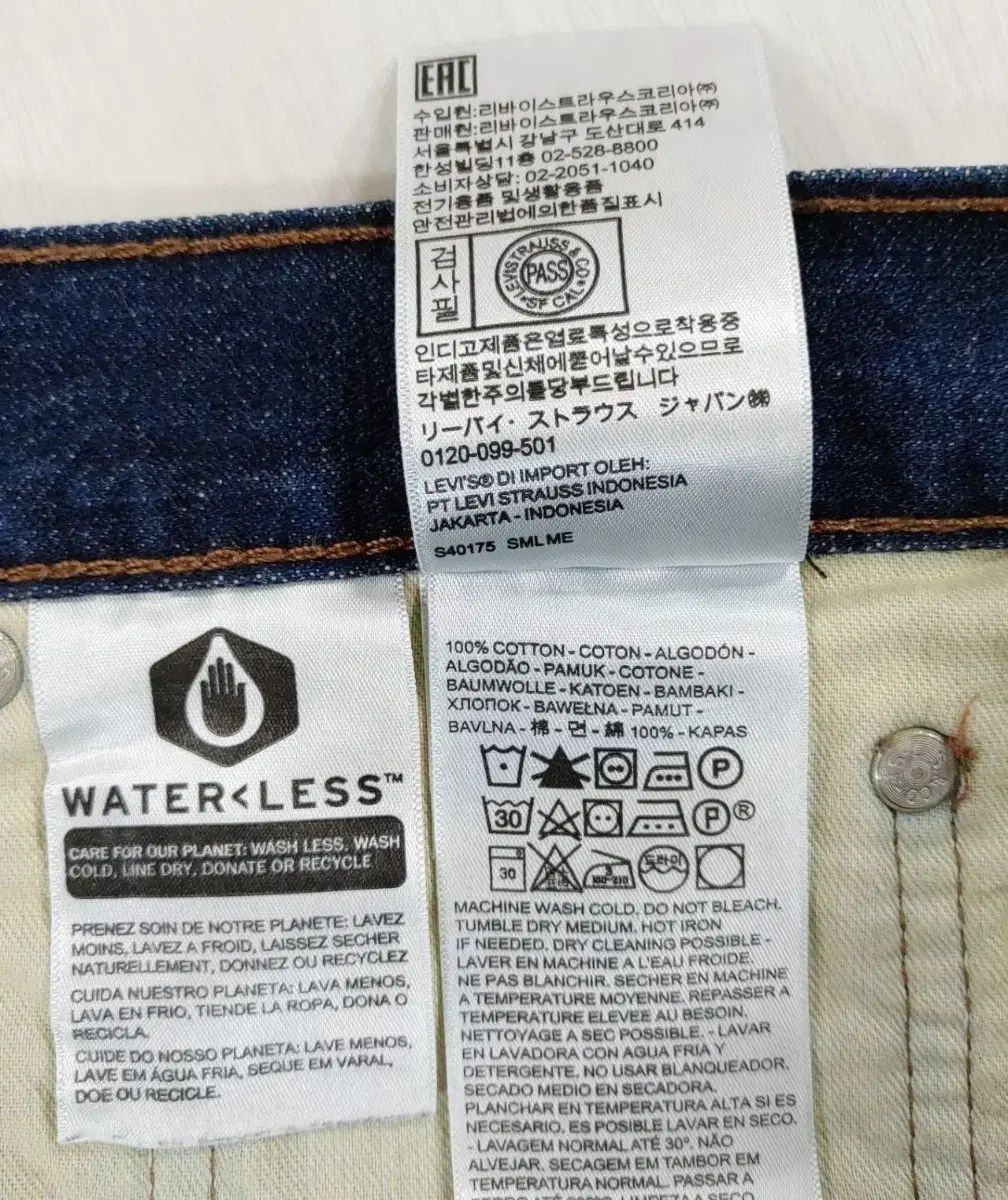 EAC
수입원:리바이스트라우스코리아㈜
판매원:리바이스트라우스코리아㈜
서울특별시 강남구 도산대로 414
한성빌딩11층 02-528-8800
소비자상담: 02-2051-1040
전기용품 및생활용품
안전관리법에의한품질표시
검사필
LEVI STRAUSS & CO
PASS
SF CAL
인디고제품은염료특성으로착용중
타제품및신체에묻어날수있으므로
각별한주의를당부드립니다
リーバイ・ストラウス ジャパン㈱
0120-099-501
LEVI'S® DI IMPORT OLEH:
PT LEVI STRAUSS INDONESIA
JAKARTA - INDONESIA
S40175 SML ME
WATER<LESS™
CARE FOR OUR PLANET: WASH LESS, WASH
COLD, LINE DRY, DONATE OR RECYCLE
PRENEZ SOIN DE NOTRE PLANETE: LAVEZ
MOINS, LAVEZ A FROID, LAISSEZ SECHER
NATURELLEMENT, DONNEZ OU RECYCLEZ
CUIDA NUESTRO PLANETA: LAVA MENOS,
LAVA EN FRIO, TIENDE LA ROPA, DONA O
RECICLA.
CUIDE DO NOSSO PLANETA: LAVE MENOS,
LAVE EM ÁGUA FRIA, SEQUE EM VARAL,
DOE OU RECICLE.
100% COTTON - COTON - ALGODÓN -
ALGODÃO - PAMUK - COTONE -
BAUMWOLLE - KATOEN - BAMBAKI -
ХЛОПОК - BAWEŁNA - PAMUT -
BAVLNA - 棉 - 면 - 綿 100% - KAPAS
P
30 P ®
30 3 180-210 드라이
MACHINE WASH COLD. DO NOT BLEACH.
TUMBLE DRY MEDIUM. HOT IRON
IF NEEDED. DRY CLEANING POSSIBLE -
LAVER EN MACHINE A L'EAU FROIDE.
NE PAS BLANCHIR. SECHER EN MACHINE
A TEMPERATURE MOYENNE. REPASSER A
TEMPERATURE ELEVEE AU BESOIN.
NETTOYAGE A SEC POSSIBLE. - LAVAR
EN LAVADORA CON AGUA FRIA Y
DETERGENTE. NO USAR BLANQUEADOR.
SECADO MEDIO EN SECADORA.
PLANCHAR EN TEMPERATURA ALTA SI ES
NECESARIO. ES POSIBLE LAVAR EN SECO.
- LAVAGEM NORMAL ATÉ 30°. NÃO
ALVEJAR. SECAGEM EM TAMBOR EM
TEMPERATURA NORMAL. PASSAR EM